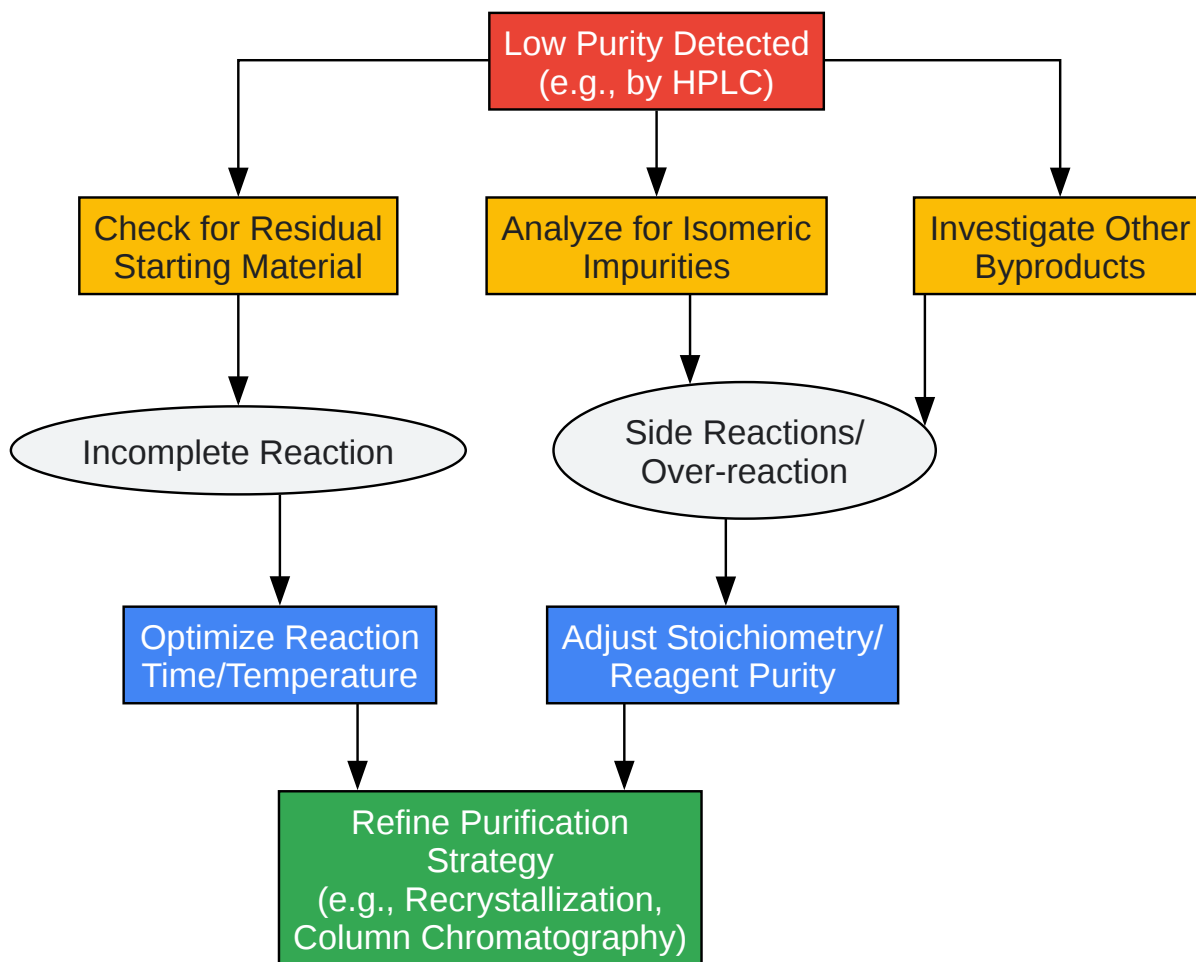 Low Purity Detected
(e.g., by HPLC)
Check for Residual
Starting Material
Analyze for Isomeric
Impurities
Investigate Other
Byproducts
Incomplete Reaction
Side Reactions/
Over-reaction
Optimize Reaction
Time/Temperature
Adjust Stoichiometry/
Reagent Purity
Refine Purification
Strategy
(e.g., Recrystallization,
Column Chromatography)